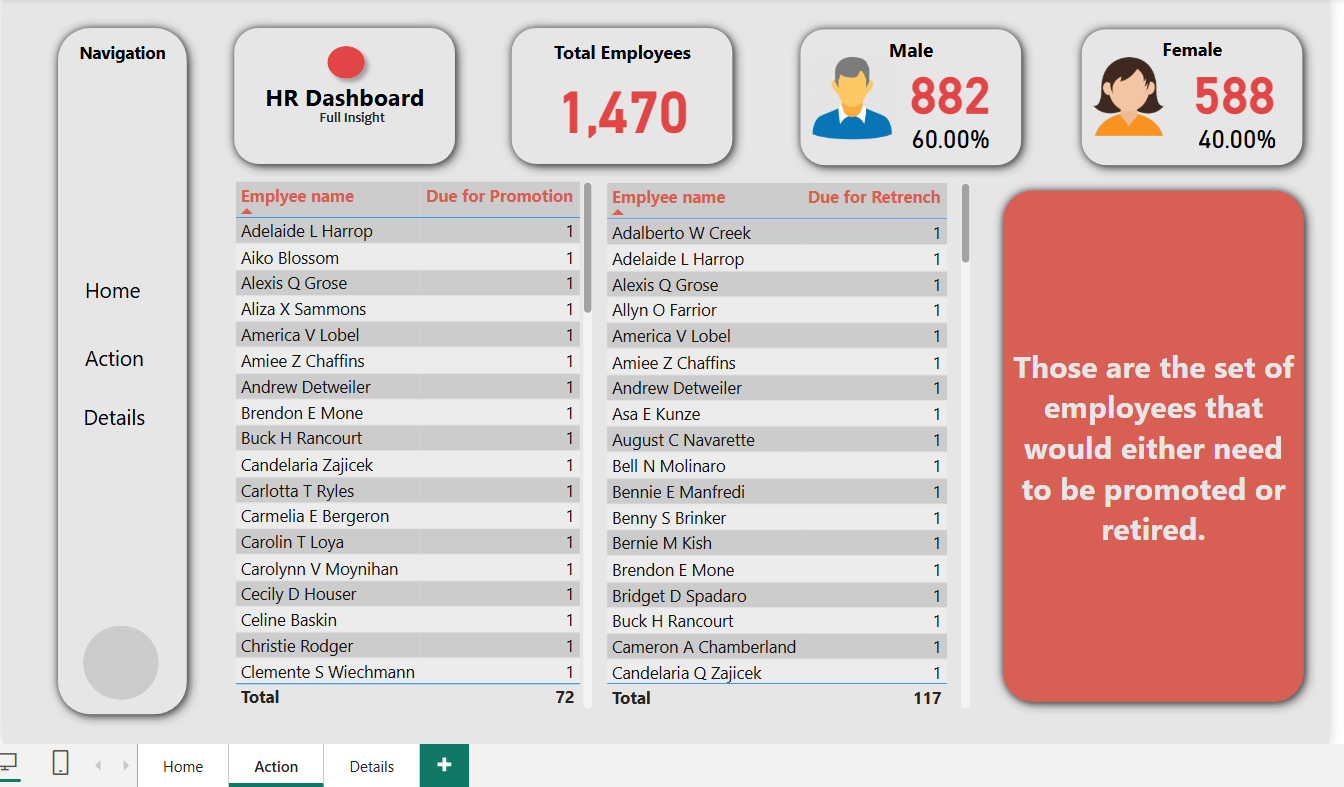 Navigation
Home
Action
Details
HR Dashboard
Full Insight
Total Employees
1,470
Male
882
60.00%
Female
588
40.00%
Emplyee name Due for Promotion
Adelaide L Harrop 1
Aiko Blossom 1
Alexis Q Grose 1
Aliza X Sammons 1
America V Lobel 1
Amiee Z Chaffins 1
Andrew Detweiler 1
Brendon E Mone 1
Buck H Rancourt 1
Candelaria Zajicek 1
Carlotta T Ryles 1
Carmelia E Bergeron 1
Carolin T Loya 1
Carolynn V Moynihan 1
Cecily D Houser 1
Celine Baskin 1
Christie Rodger 1
Clemente S Wiechmann 1
Total 72
Emplyee name Due for Retrench
Adalberto W Creek 1
Adelaide L Harrop 1
Alexis Q Grose 1
Allyn O Farrior 1
America V Lobel 1
Amiee Z Chaffins 1
Andrew Detweiler 1
Asa E Kunze 1
August C Navarette 1
Bell N Molinaro 1
Bennie E Manfredi 1
Benny S Brinker 1
Bernie M Kish 1
Brendon E Mone 1
Bridget D Spadaro 1
Buck H Rancourt 1
Cameron A Chamberland 1
Candelaria Q Zajicek 1
Total 117
Those are the set of
employees that
would either need
to be promoted or
retired.
Home Action Details +